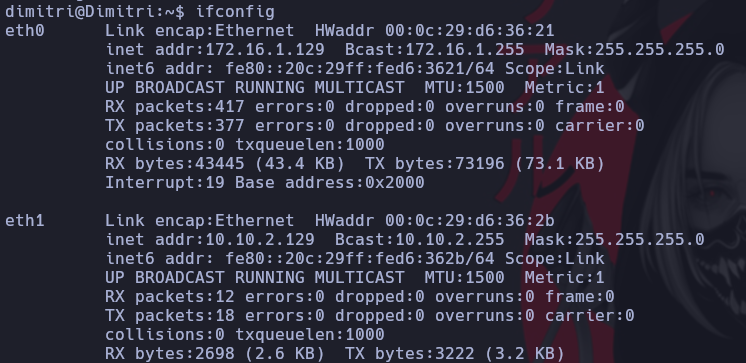 dimitri@Dimitri:~$ ifconfig
eth0      Link encap:Ethernet  HWaddr 00:0c:29:d6:36:21
          inet addr:172.16.1.129  Bcast:172.16.1.255  Mask:255.255.255.0
          inet6 addr: fe80::20c:29ff:fed6:3621/64 Scope:Link
          UP BROADCAST RUNNING MULTICAST  MTU:1500  Metric:1
          RX packets:417 errors:0 dropped:0 overruns:0 frame:0
          TX packets:377 errors:0 dropped:0 overruns:0 carrier:0
          collisions:0 txqueuelen:1000
          RX bytes:43445 (43.4 KB)  TX bytes:73196 (73.1 KB)
          Interrupt:19 Base address:0x2000

eth1      Link encap:Ethernet  HWaddr 00:0c:29:d6:36:2b
          inet addr:10.10.2.129  Bcast:10.10.2.255  Mask:255.255.255.0
          inet6 addr: fe80::20c:29ff:fed6:362b/64 Scope:Link
          UP BROADCAST RUNNING MULTICAST  MTU:1500  Metric:1
          RX packets:12 errors:0 dropped:0 overruns:0 frame:0
          TX packets:18 errors:0 dropped:0 overruns:0 carrier:0
          collisions:0 txqueuelen:1000
          RX bytes:2698 (2.6 KB)  TX bytes:3222 (3.2 KB)